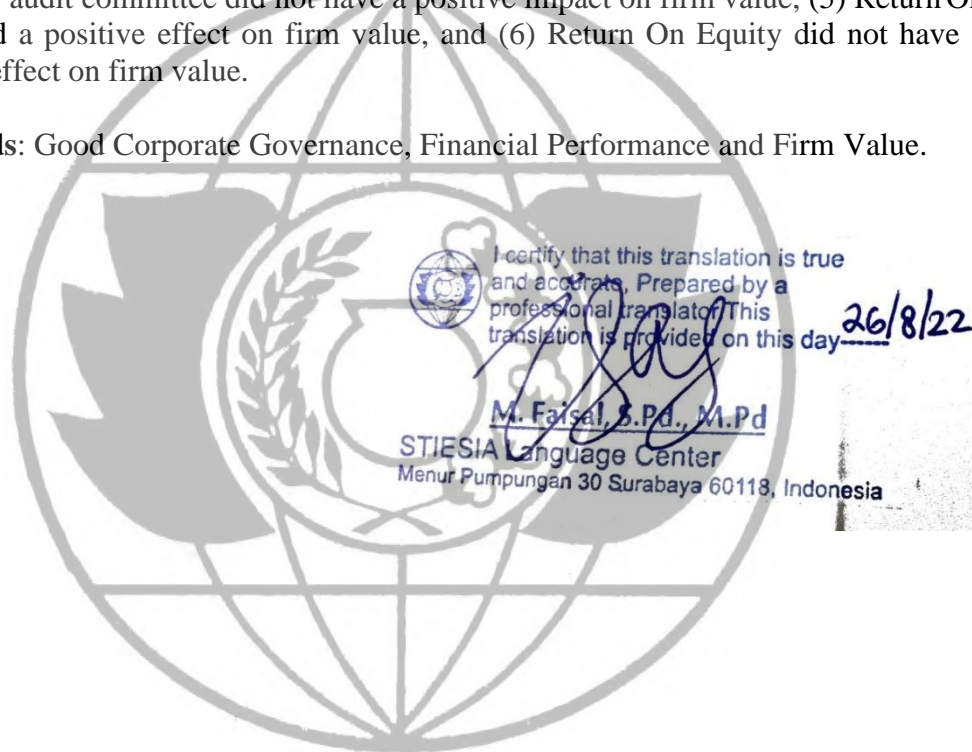 audit committee did not have a positive impact on firm value, (5) Return O
d a positive effect on firm value, and (6) Return On Equity did not have
effect on firm value.
ds: Good Corporate Governance, Financial Performance and Firm Value.
I certify that this translation is true
and accurate, Prepared by a
professional translator This
translation is provided on this day 26/8/22
M. Faisal, S.Pd., M.Pd
STIESIA Language Center
Menur Pumpungan 30 Surabaya 60118, Indonesia